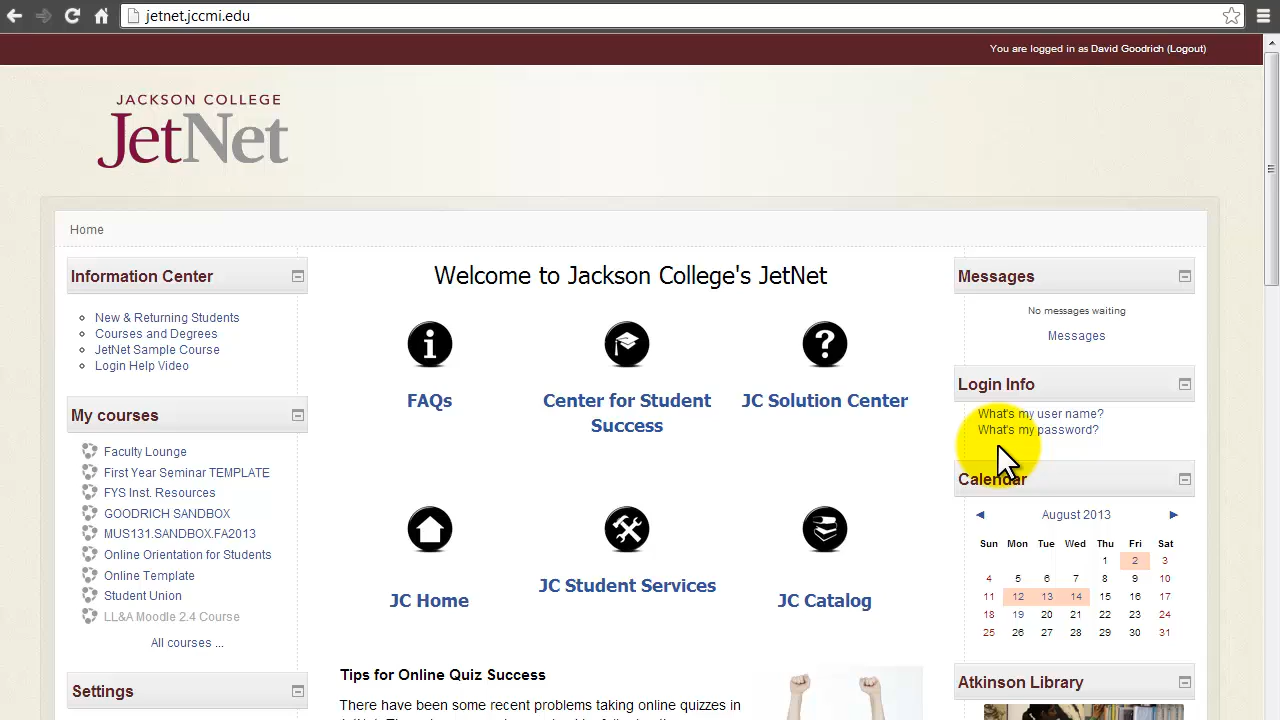 jetnet.jccmi.edu
You are logged in as David Goodrich (Logout)
JACKSON COLLEGE
JetNet
Home
Information Center
New & Returning Students
Courses and Degrees
JetNet Sample Course
Login Help Video
My courses
Faculty Lounge
First Year Seminar TEMPLATE
FYS Inst. Resources
GOODRICH SANDBOX
MUS131.SANDBOX.FA2013
Online Orientation for Students
Online Template
Student Union
LL&A Moodle 2.4 Course
All courses ...
Settings
Welcome to Jackson College's JetNet
FAQs
Center for Student
Success
JC Solution Center
JC Home
JC Student Services
JC Catalog
Tips for Online Quiz Success
There have been some recent problems taking online quizzes in
Messages
No messages waiting
Messages
Login Info
What's my user name?
What's my password?
Calendar
◄ August 2013 ►
Sun Mon Tue Wed Thu Fri Sat
1 2 3
4 5 6 7 8 9 10
11 12 13 14 15 16 17
18 19 20 21 22 23 24
25 26 27 28 29 30 31
Atkinson Library